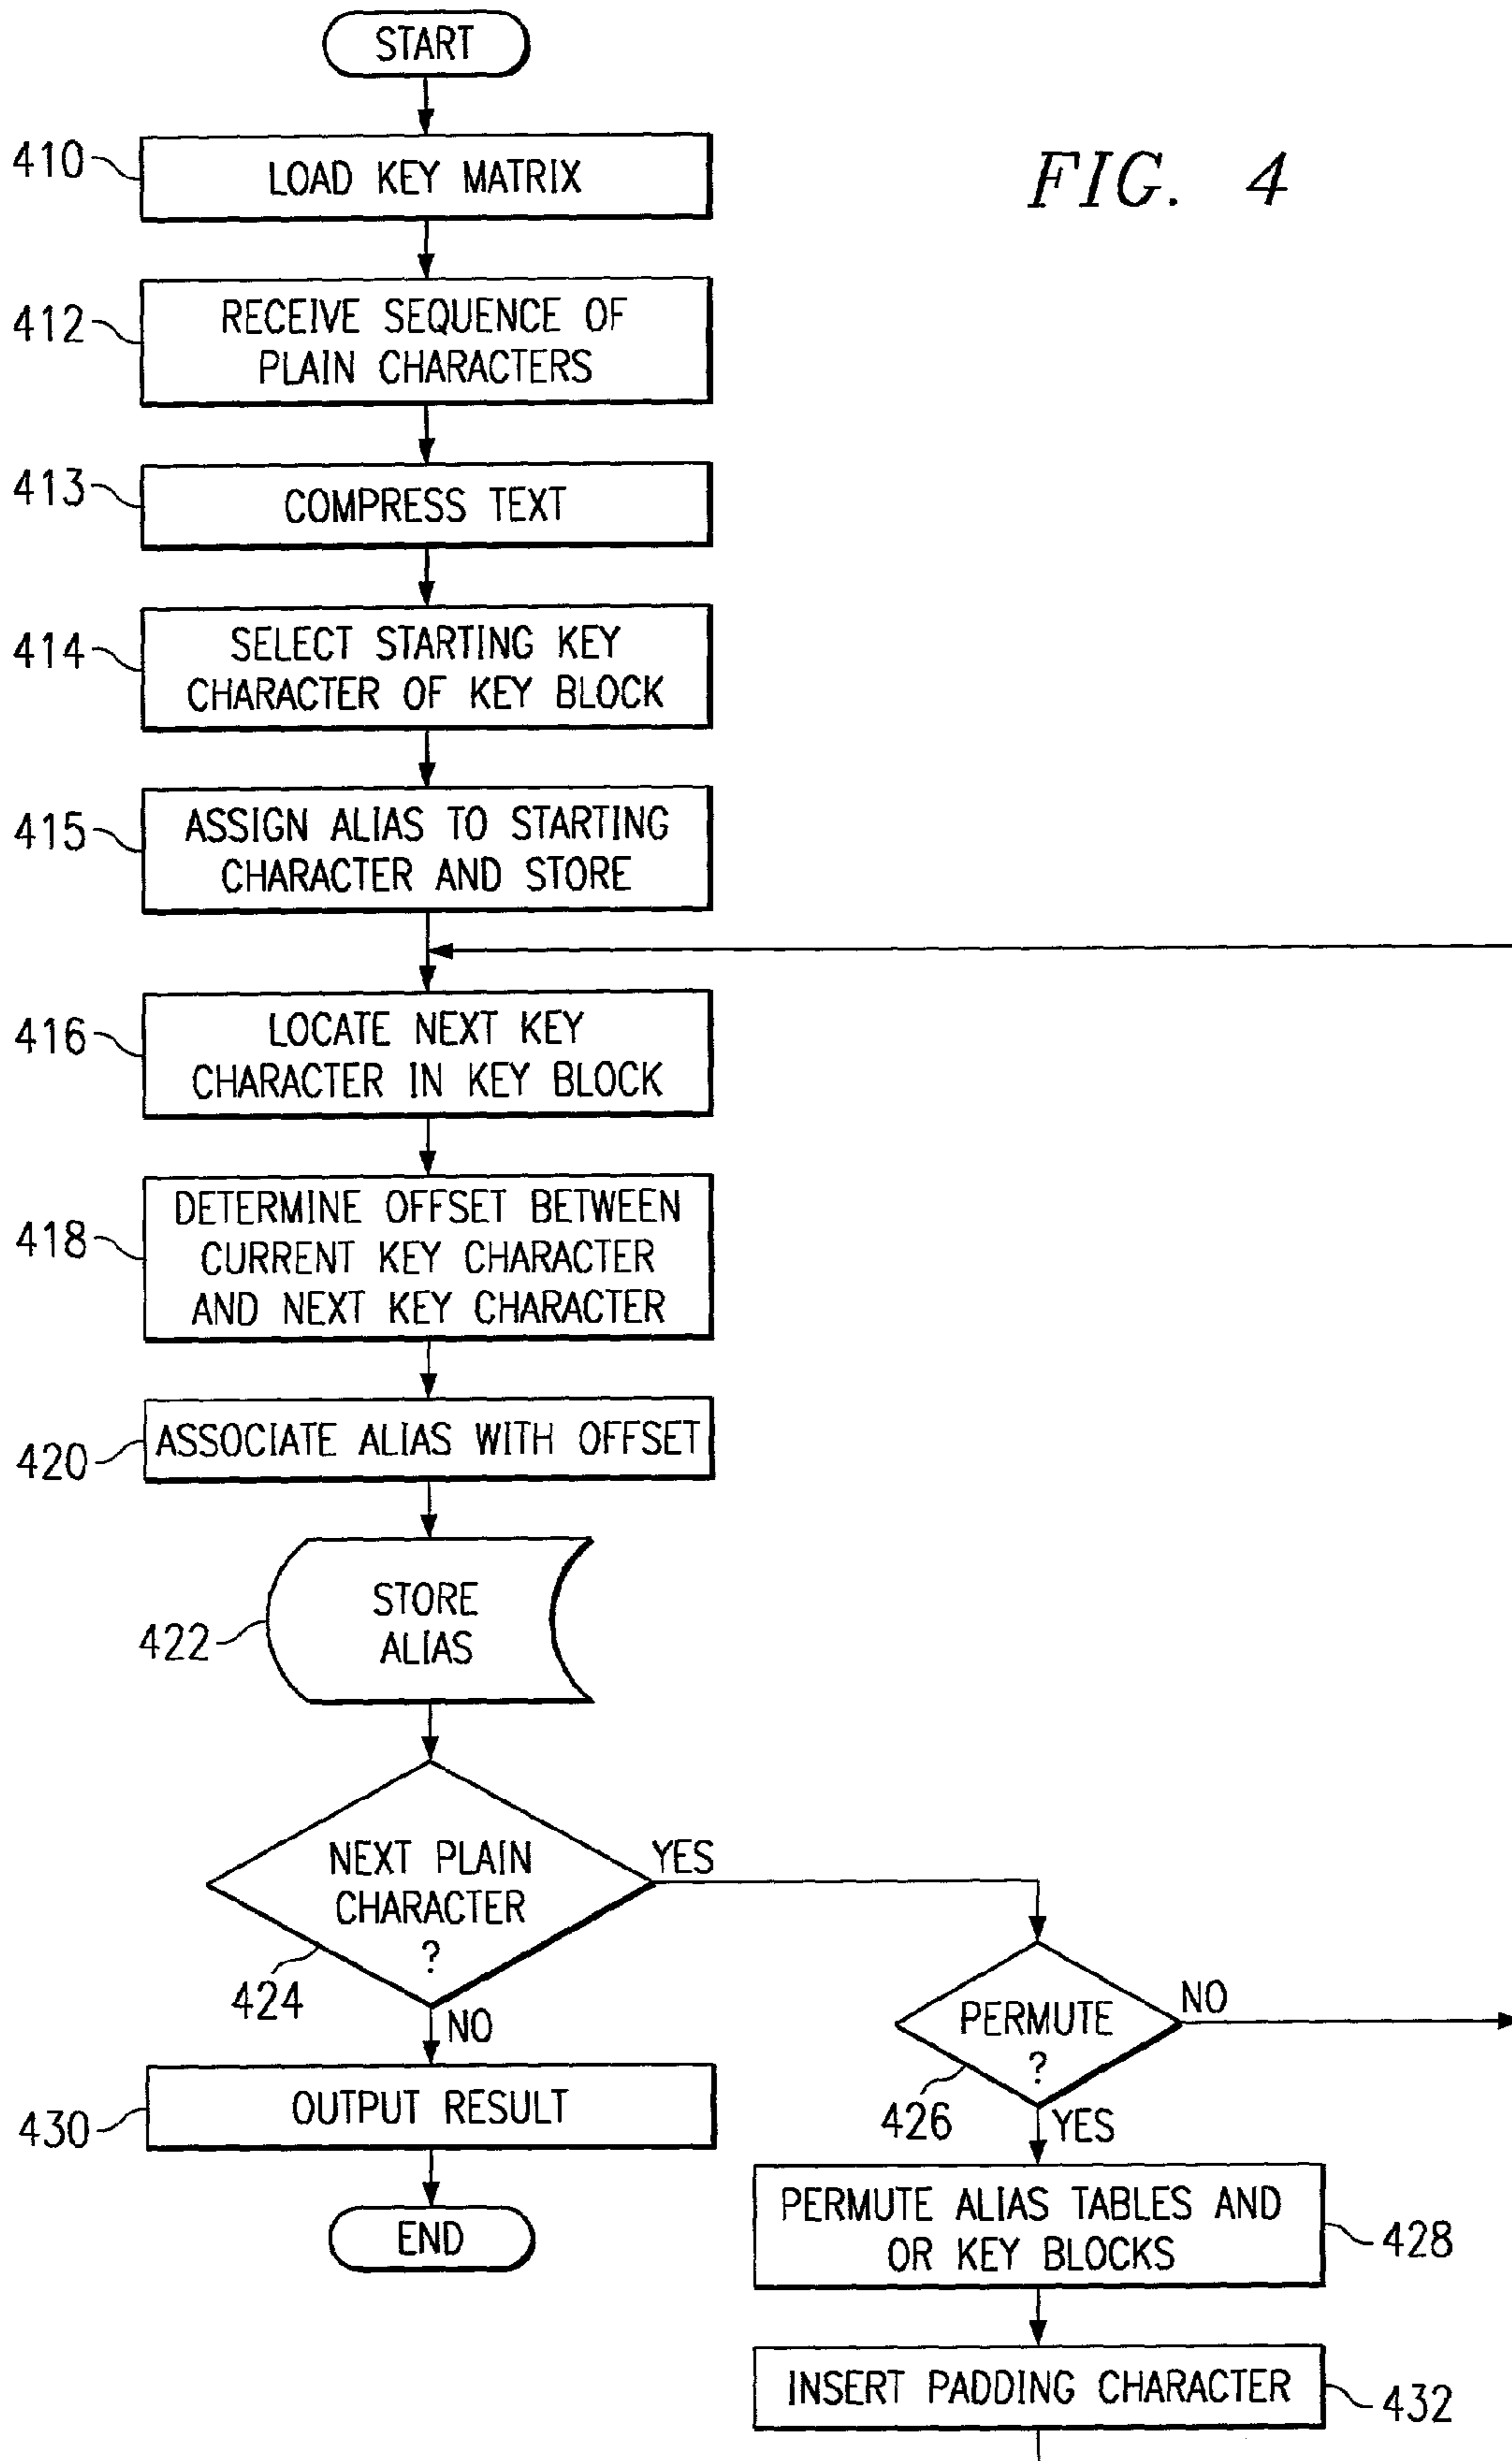 START
FIG. 4
410
LOAD KEY MATRIX
412
RECEIVE SEQUENCE OF
PLAIN CHARACTERS
413
COMPRESS TEXT
414
SELECT STARTING KEY
CHARACTER OF KEY BLOCK
415
ASSIGN ALIAS TO STARTING
CHARACTER AND STORE
416
LOCATE NEXT KEY
CHARACTER IN KEY BLOCK
418
DETERMINE OFFSET BETWEEN
CURRENT KEY CHARACTER
AND NEXT KEY CHARACTER
420
ASSOCIATE ALIAS WITH OFFSET
422
STORE
ALIAS
NEXT PLAIN
CHARACTER
?
424
YES
NO
PERMUTE
?
426
NO
YES
430
OUTPUT RESULT
END
PERMUTE ALIAS TABLES AND
OR KEY BLOCKS
428
INSERT PADDING CHARACTER
432